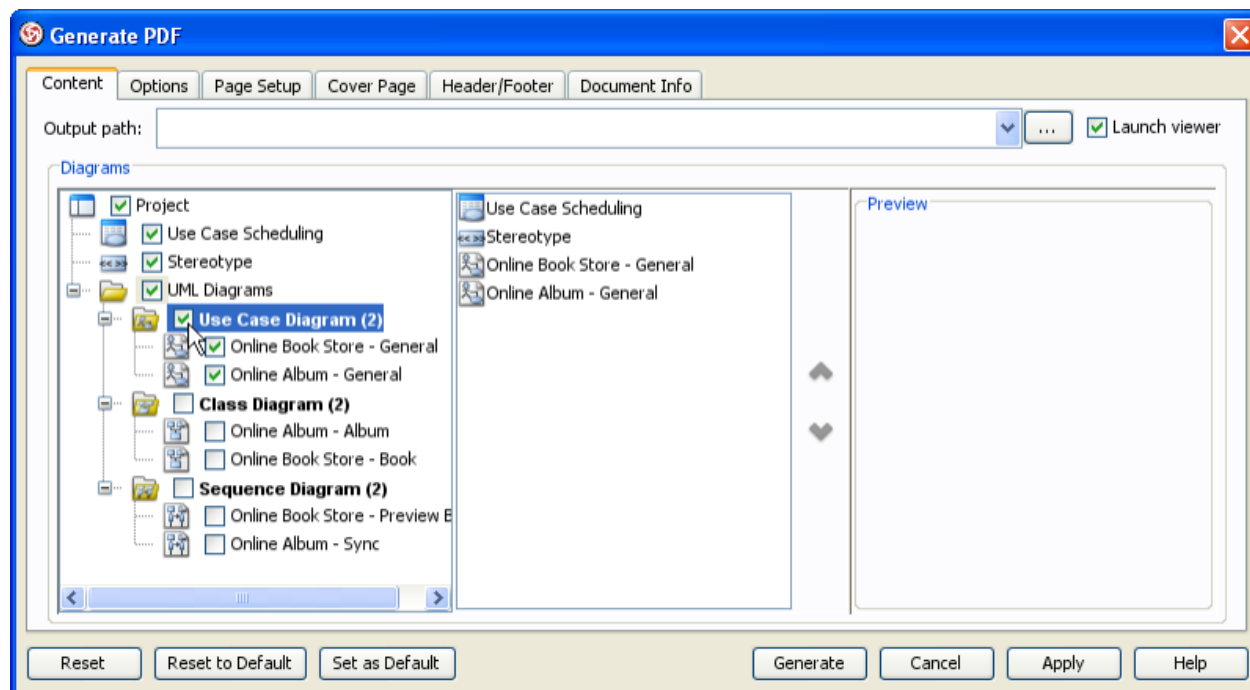 Generate PDF
Content Options Page Setup Cover Page Header/Footer Document Info
Output path: ... Launch viewer
Diagrams
Project
Use Case Scheduling
Stereotype
UML Diagrams
Use Case Diagram (2)
Online Book Store - General
Online Album - General
Class Diagram (2)
Online Album - Album
Online Book Store - Book
Sequence Diagram (2)
Online Book Store - Preview B
Online Album - Sync
Use Case Scheduling
Stereotype
Online Book Store - General
Online Album - General
Preview
Reset Reset to Default Set as Default Generate Cancel Apply Help